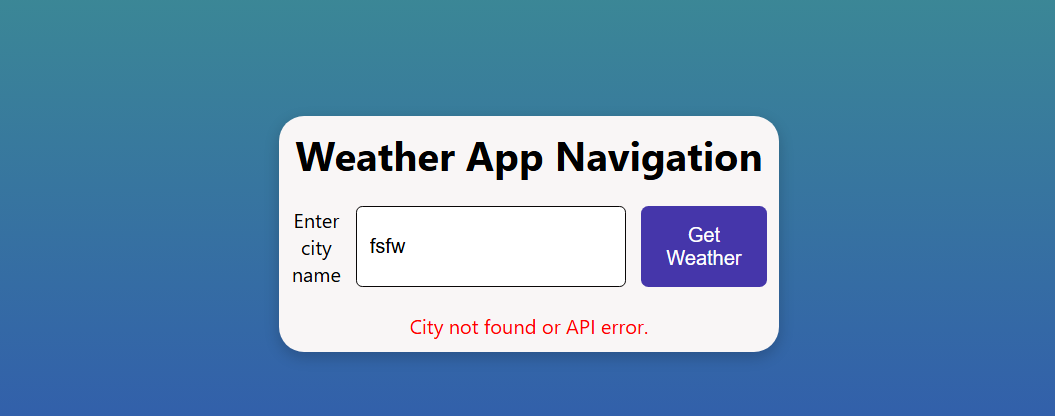 Weather App Navigation
Enter
city
name
fsfw
Get
Weather
City not found or API error.